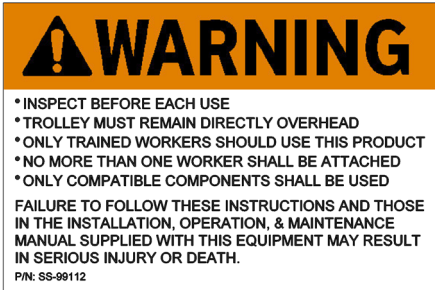 WARNING
• INSPECT BEFORE EACH USE
• TROLLEY MUST REMAIN DIRECTLY OVERHEAD
• ONLY TRAINED WORKERS SHOULD USE THIS PRODUCT
• NO MORE THAN ONE WORKER SHALL BE ATTACHED
• ONLY COMPATIBLE COMPONENTS SHALL BE USED
FAILURE TO FOLLOW THESE INSTRUCTIONS AND THOSE
IN THE INSTALLATION, OPERATION, & MAINTENANCE
MANUAL SUPPLIED WITH THIS EQUIPMENT MAY RESULT
IN SERIOUS INJURY OR DEATH.
P/N: SS-99112